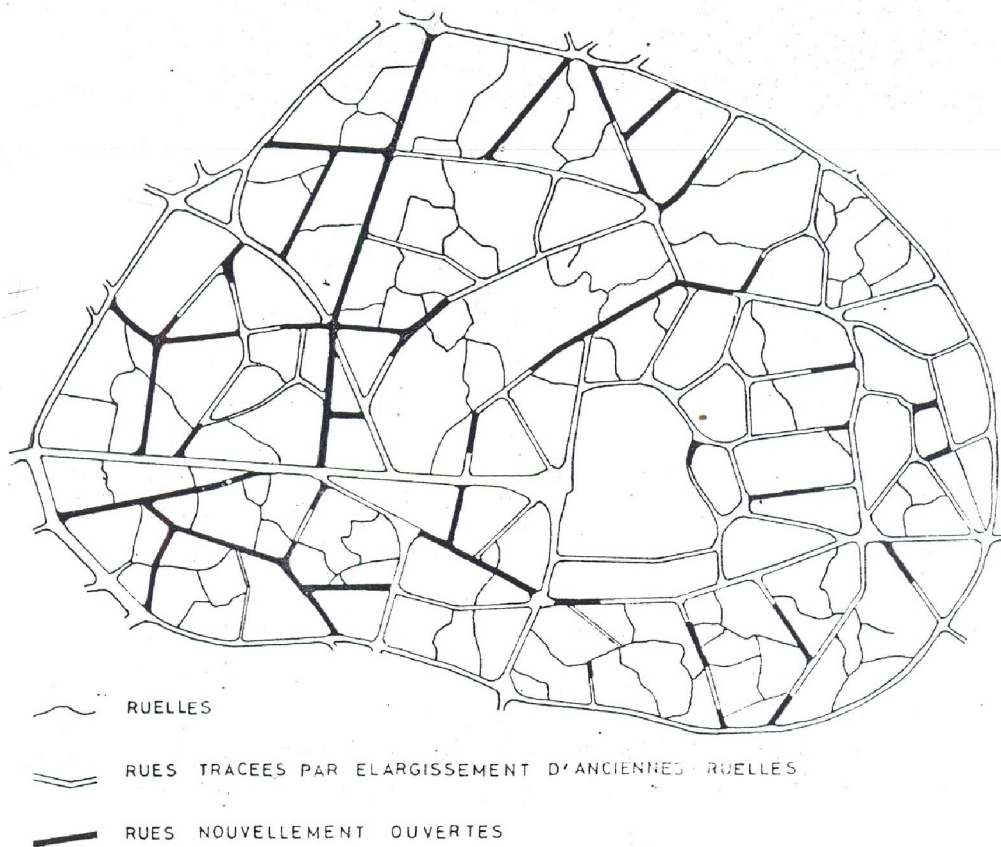 RUELLES
RUES TRACEES PAR ELARGISSEMENT D'ANCIENNES RUELLES
RUES NOUVELLEMENT OUVERTES